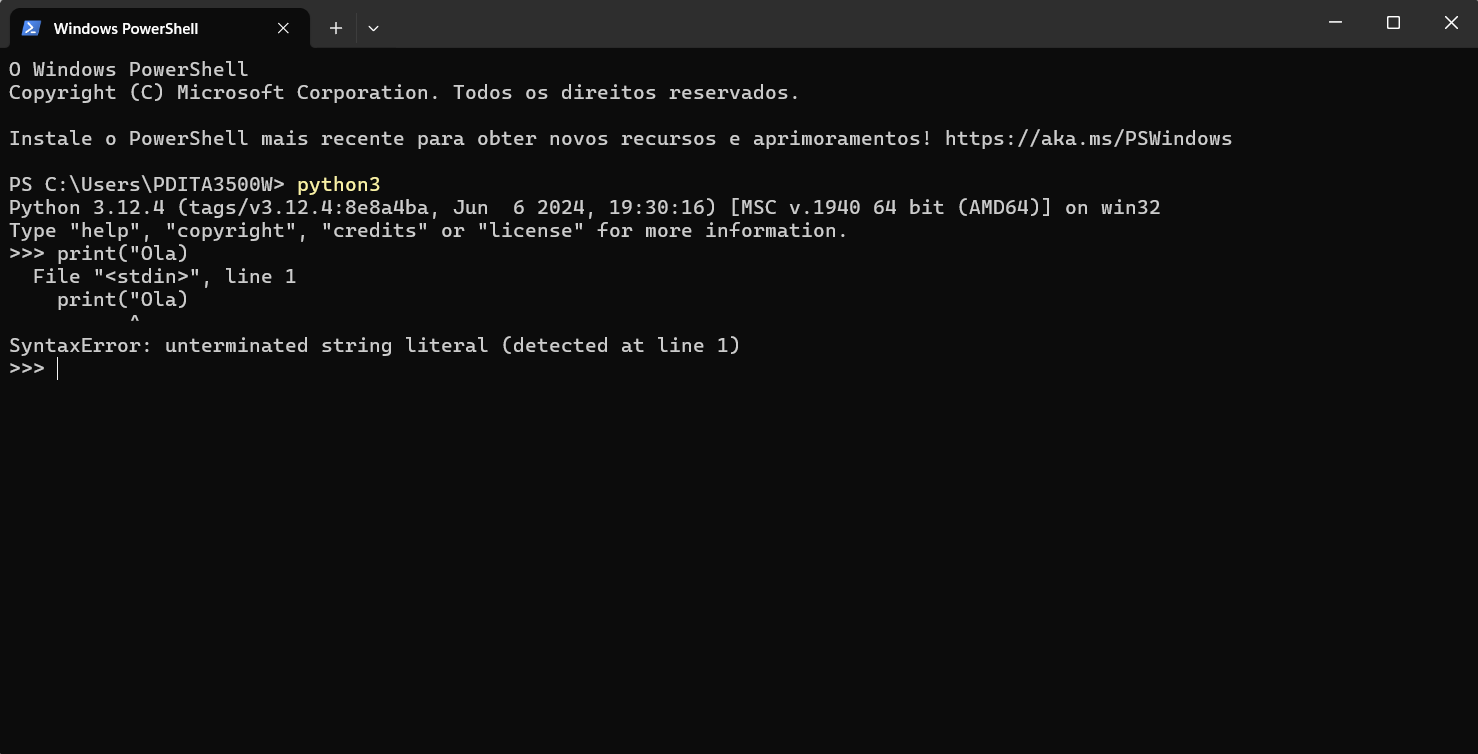 Windows PowerShell
O Windows PowerShell
Copyright (C) Microsoft Corporation. Todos os direitos reservados.
Instale o PowerShell mais recente para obter novos recursos e aprimoramentos! https://aka.ms/PSWindows
PS C:\Users\PDITA3500W> python3
Python 3.12.4 (tags/v3.12.4:8e8a4ba, Jun  6 2024, 19:30:16) [MSC v.1940 64 bit (AMD64)] on win32
Type "help", "copyright", "credits" or "license" for more information.
>>> print("Ola)
  File "<stdin>", line 1
    print("Ola)
          ^
SyntaxError: unterminated string literal (detected at line 1)
>>>